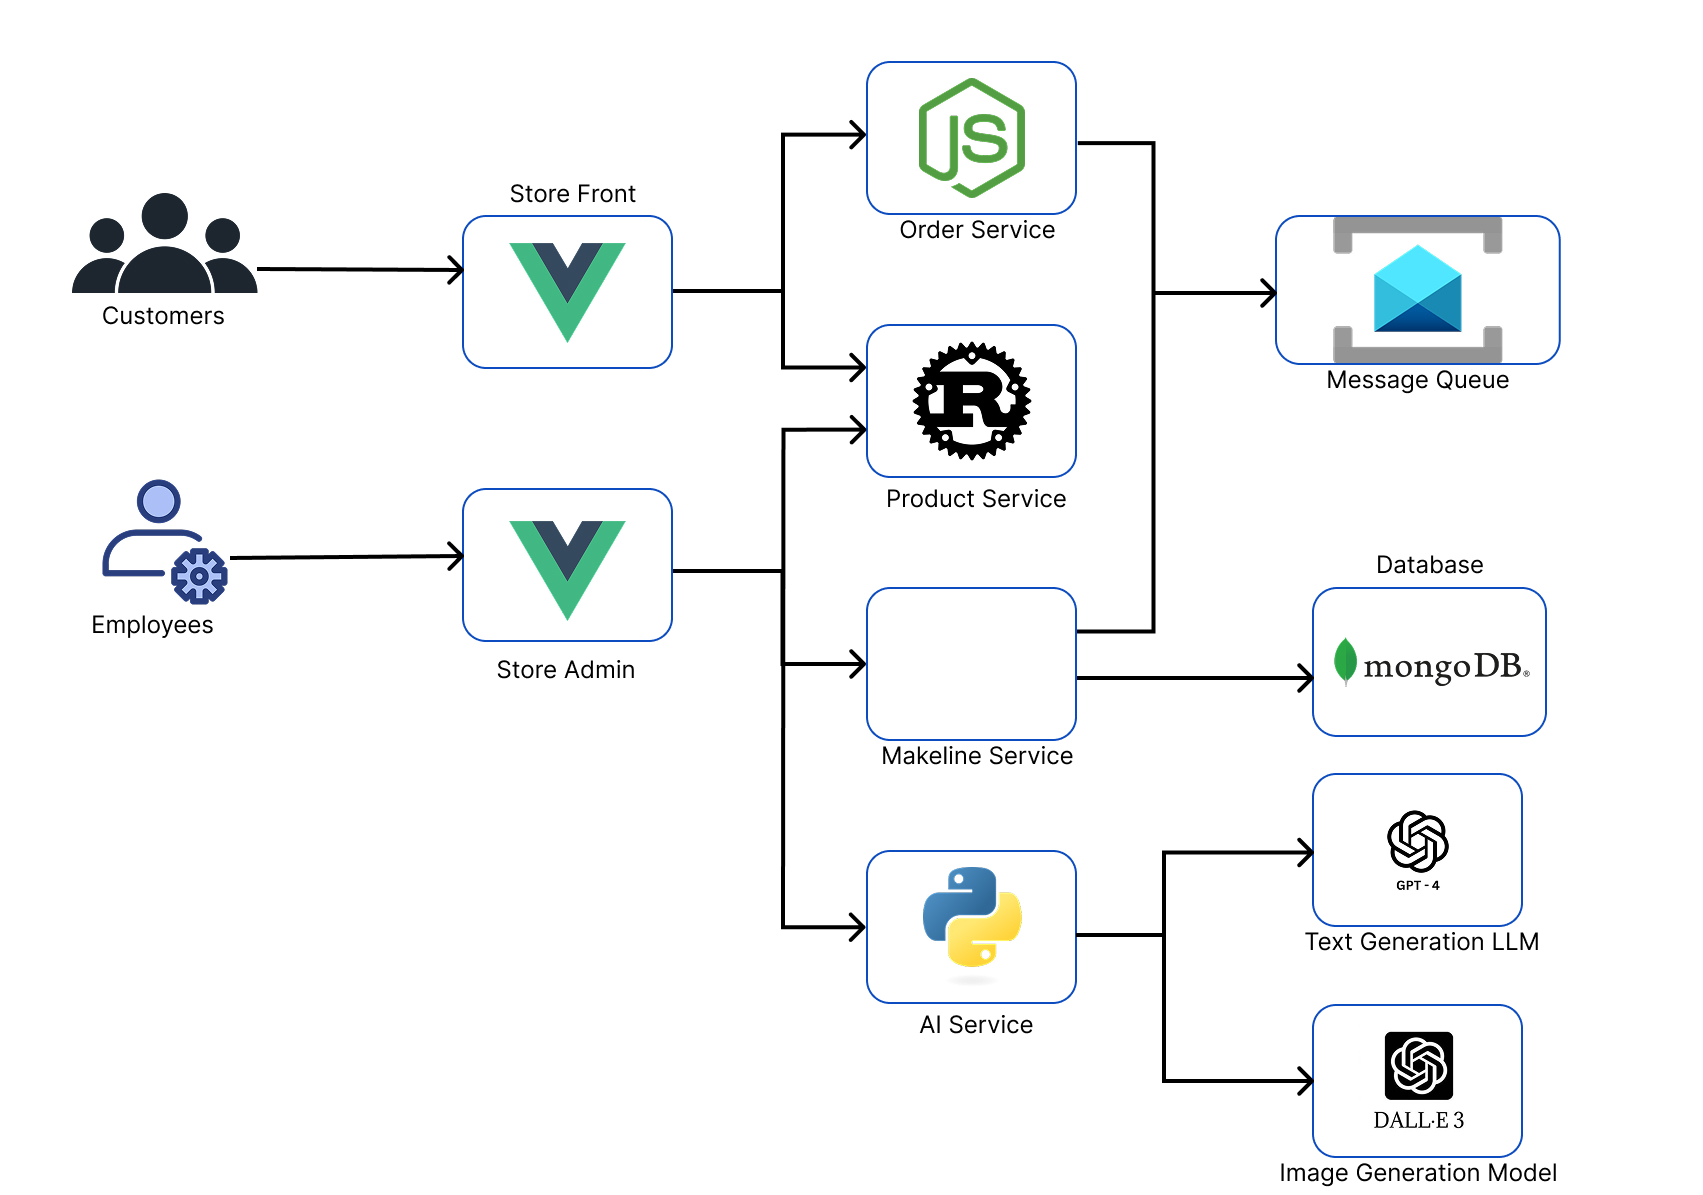 Store Front
JS
Order Service
Customers
Message Queue
R
Product Service
Employees
Store Admin
Database
mongoDB®
Makeline Service
GPT-4
Text Generation LLM
AI Service
DALL·E 3
Image Generation Model